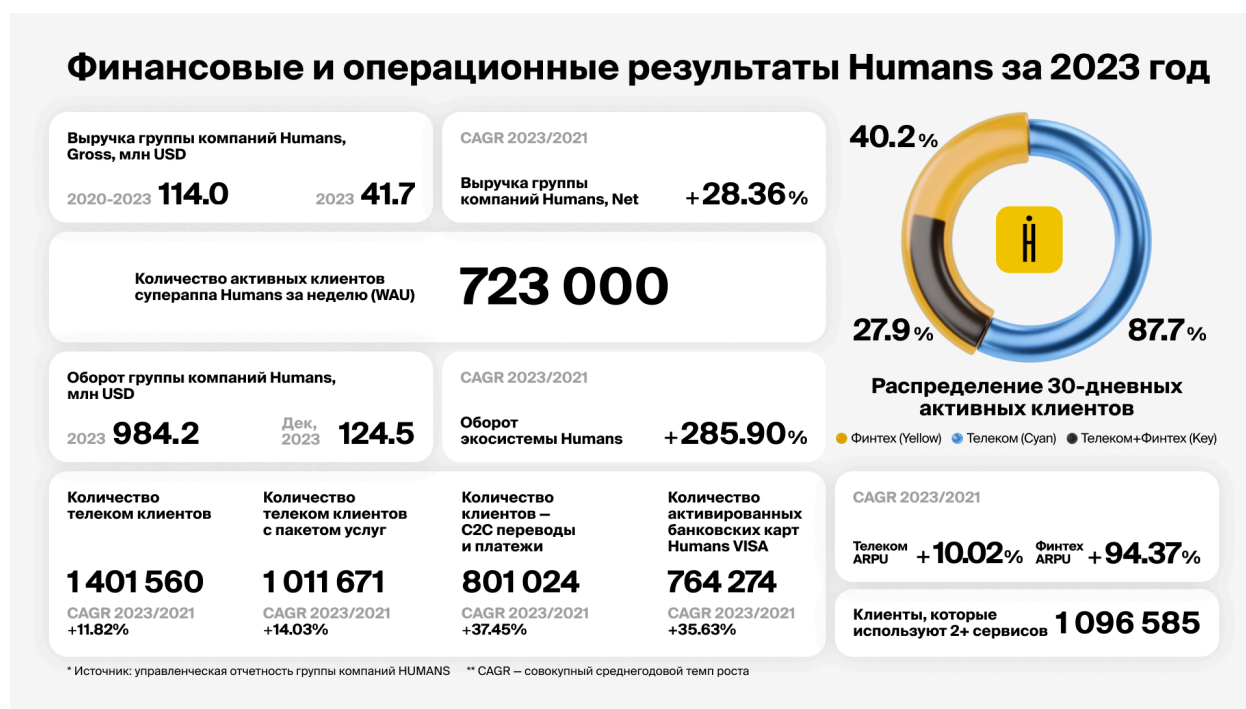 Финансовые и операционные результаты Humans за 2023 год
Выручка группы компаний Humans,
Gross, млн USD
2020-2023 114.0
2023 41.7
CAGR 2023/2021
Выручка группы
компаний Humans, Net
+28.36%
Количество активных клиентов
суперaппа Humans за неделю (WAU)
723 000
Оборот группы компаний Humans,
млн USD
2023 984.2
Дек,
2023
124.5
CAGR 2023/2021
Оборот
экосистемы Humans
+285.90%
40.2%
27.9%
87.7%
Распределение 30-дневных
активных клиентов
Финтех (Yellow) Телеком (Cyan) Телеком+Финтех (Key)
Количество
телеком клиентов
1 401 560
CAGR 2023/2021
+11.82%
Количество
телеком клиентов
с пакетом услуг
1 011 671
CAGR 2023/2021
+14.03%
Количество
клиентов –
C2C переводы
и платежи
801 024
CAGR 2023/2021
+37.45%
Количество
активированных
банковских карт
Humans VISA
764 274
CAGR 2023/2021
+35.63%
CAGR 2023/2021
Телеком
ARPU
+10.02%
Финтех
ARPU
+94.37%
Клиенты, которые
используют 2+ сервисов
1 096 585
* Источник: управленческая отчетность группы компаний HUMANS ** CAGR — совокупный среднегодовой темп роста